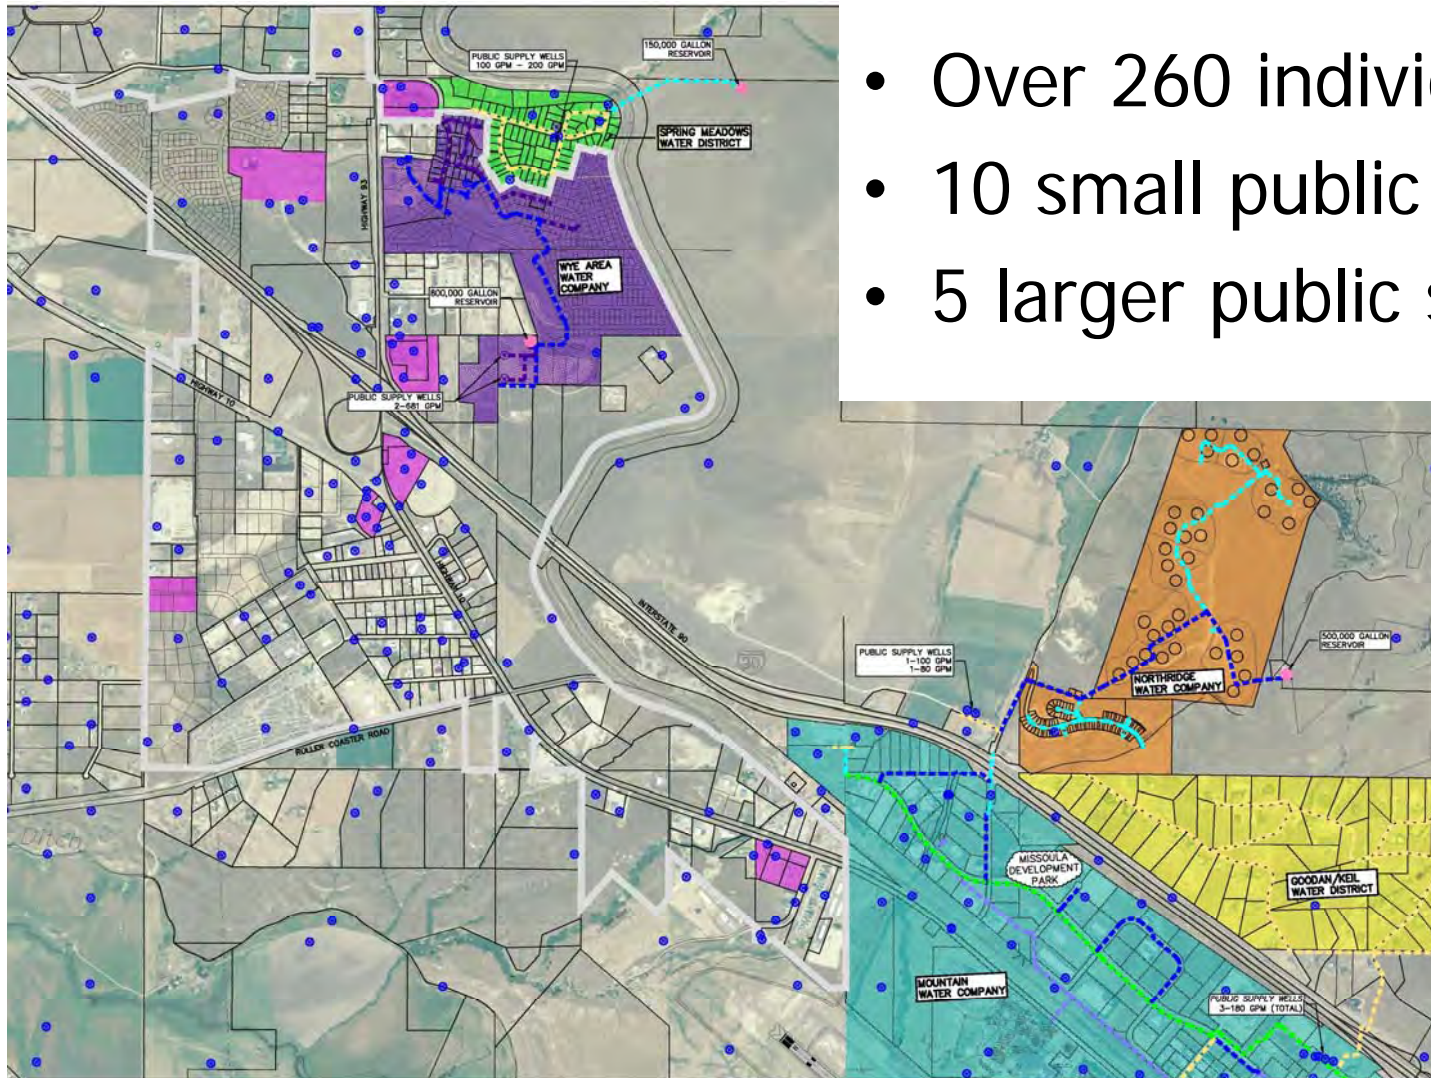 • Over 260 indivi
• 10 small public
• 5 larger public s
150,000 GALLON
RESERVOIR
PUBLIC SUPPLY WELLS
100 GPM - 200 GPM
SPRING MEADOWS
WATER DISTRICT
HIGHWAY 93
WYE AREA
WATER
COMPANY
600,000 GALLON
RESERVOIR
HIGHWAY 10
PUBLIC SUPPLY WELLS
2-681 GPM
HIGHWAY 10
INTERSTATE 90
500,000 GALLON
RESERVOIR
PUBLIC SUPPLY WELLS
1-100 GPM
1-80 GPM
NORTHRIDGE
WATER COMPANY
ROLLER COASTER ROAD
Ditch
MISSOULA
DEVELOPMENT
PARK
GOODAN/KEIL
WATER DISTRICT
MOUNTAIN
WATER COMPANY
PUBLIC SUPPLY WELLS
3-180 GPM (TOTAL)